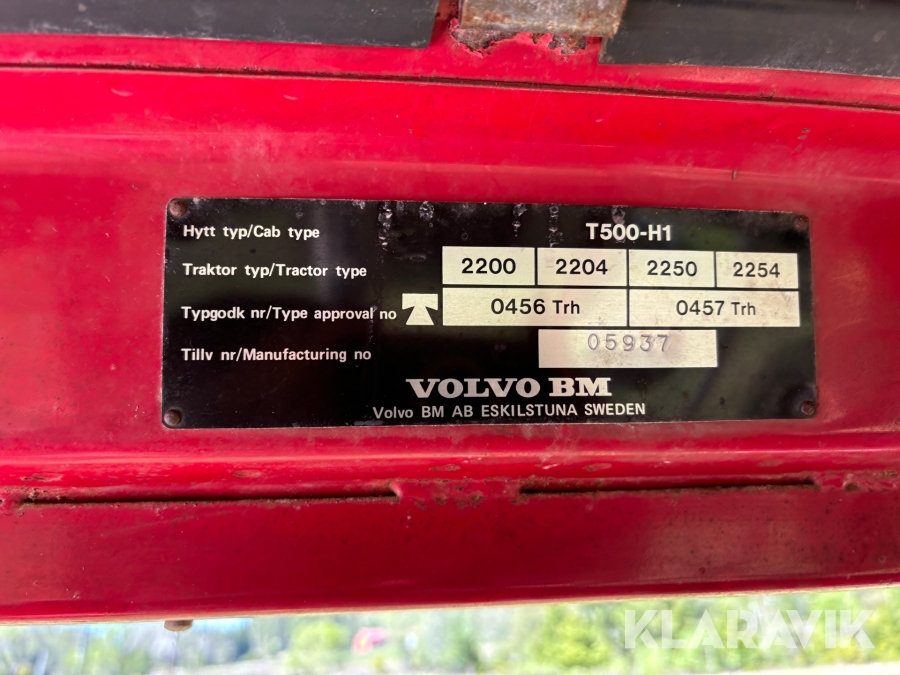 Hytt typ/Cab type T500-H1
Traktor typ/Tractor type 2200 2204 2250 2254
Typgodk nr/Type approval no 0456 Trh 0457 Trh
Tillv nr/Manufacturing no 05937
VOLVO BM
Volvo BM AB ESKILSTUNA SWEDEN
KLARAVIK